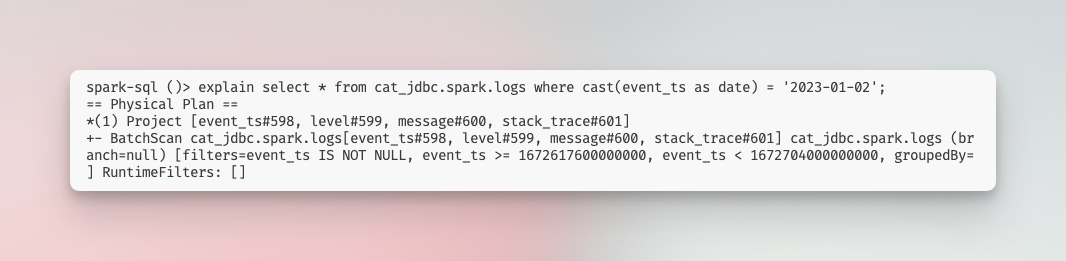 spark-sql ()> explain select * from cat_jdbc.spark.logs where cast(event_ts as date) = '2023-01-02';
== Physical Plan ==
*(1) Project [event_ts#598, level#599, message#600, stack_trace#601]
+- BatchScan cat_jdbc.spark.logs[event_ts#598, level#599, message#600, stack_trace#601] cat_jdbc.spark.logs (br
anch=null) [filters=event_ts IS NOT NULL, event_ts >= 1672617600000000, event_ts < 1672704000000000, groupedBy=
] RuntimeFilters: []